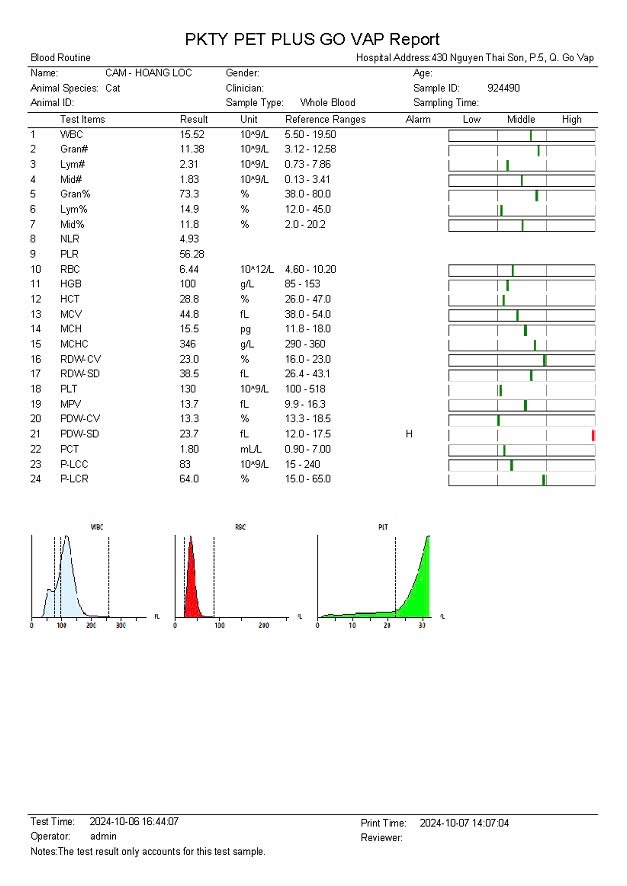 PKTY PET PLUS GO VAP Report
Blood Routine Hospital Address:430 Nguyen Thai Son, P.5, Q. Go Vap
Name: CAM - HOANG LOC Gender: Age:
Animal Species: Cat Clinician: Sample ID: 924490
Animal ID: Sample Type: Whole Blood Sampling Time:
Test Items Result Unit Reference Ranges Alarm Low Middle High
1 WBC 15.52 10^9/L 5.50 - 19.50
2 Gran# 11.38 10^9/L 3.12 - 12.58
3 Lym# 2.31 10^9/L 0.73 - 7.86
4 Mid# 1.83 10^9/L 0.13 - 3.41
5 Gran% 73.3 % 38.0 - 80.0
6 Lym% 14.9 % 12.0 - 45.0
7 Mid% 11.8 % 2.0 - 20.2
8 NLR 4.93
9 PLR 56.28
10 RBC 6.44 10^12/L 4.60 - 10.20
11 HGB 100 g/L 85 - 153
12 HCT 28.8 % 26.0 - 47.0
13 MCV 44.8 fL 38.0 - 54.0
14 MCH 15.5 pg 11.8 - 18.0
15 MCHC 346 g/L 290 - 360
16 RDW-CV 23.0 % 16.0 - 23.0
17 RDW-SD 38.5 fL 26.4 - 43.1
18 PLT 130 10^9/L 100 - 518
19 MPV 13.7 fL 9.9 - 16.3
20 PDW-CV 13.3 % 13.3 - 18.5
21 PDW-SD 23.7 fL 12.0 - 17.5 H
22 PCT 1.80 mL/L 0.90 - 7.00
23 P-LCC 83 10^9/L 15 - 240
24 P-LCR 64.0 % 15.0 - 65.0
WBC RBC PLT
fL fL fL
0 100 200 300 0 100 200 0 10 20 30
Test Time: 2024-10-06 16:44:07 Print Time: 2024-10-07 14:07:04
Operator: admin Reviewer:
Notes:The test result only accounts for this test sample.